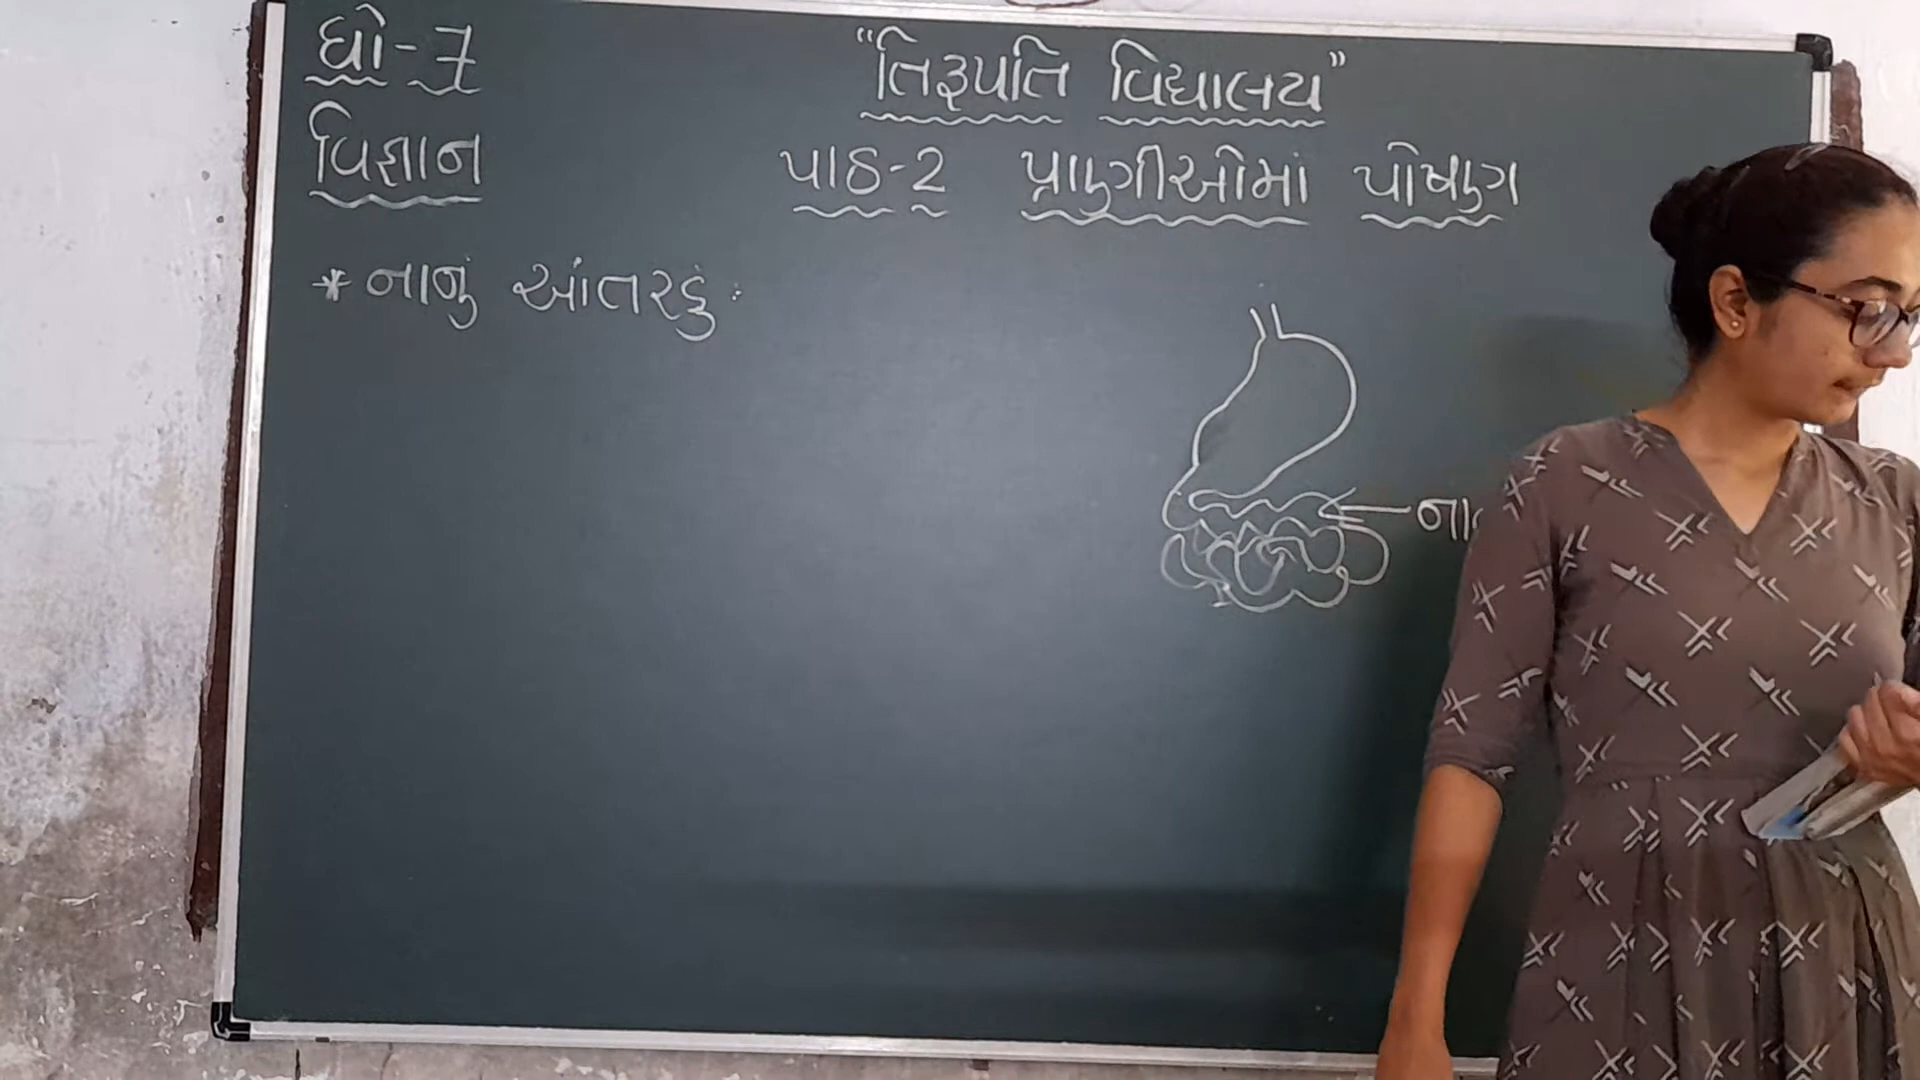 ધો-7
"તિરૂપતિ વિદ્યાલય"
વિજ્ઞાન
પાઠ-2 પ્રાણીઓમાં પોષણ
* નાનું આંતરડું: